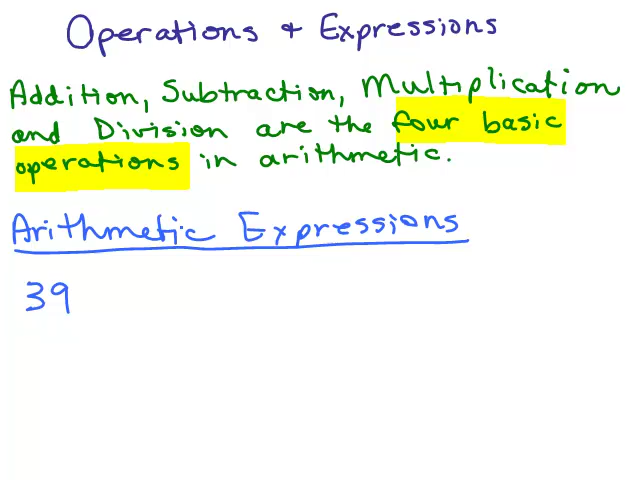 Operations + Expressions
Addition, Subtraction, Multiplication
and Division are the four basic
operations in arithmetic.
Arithmetic Expressions
39